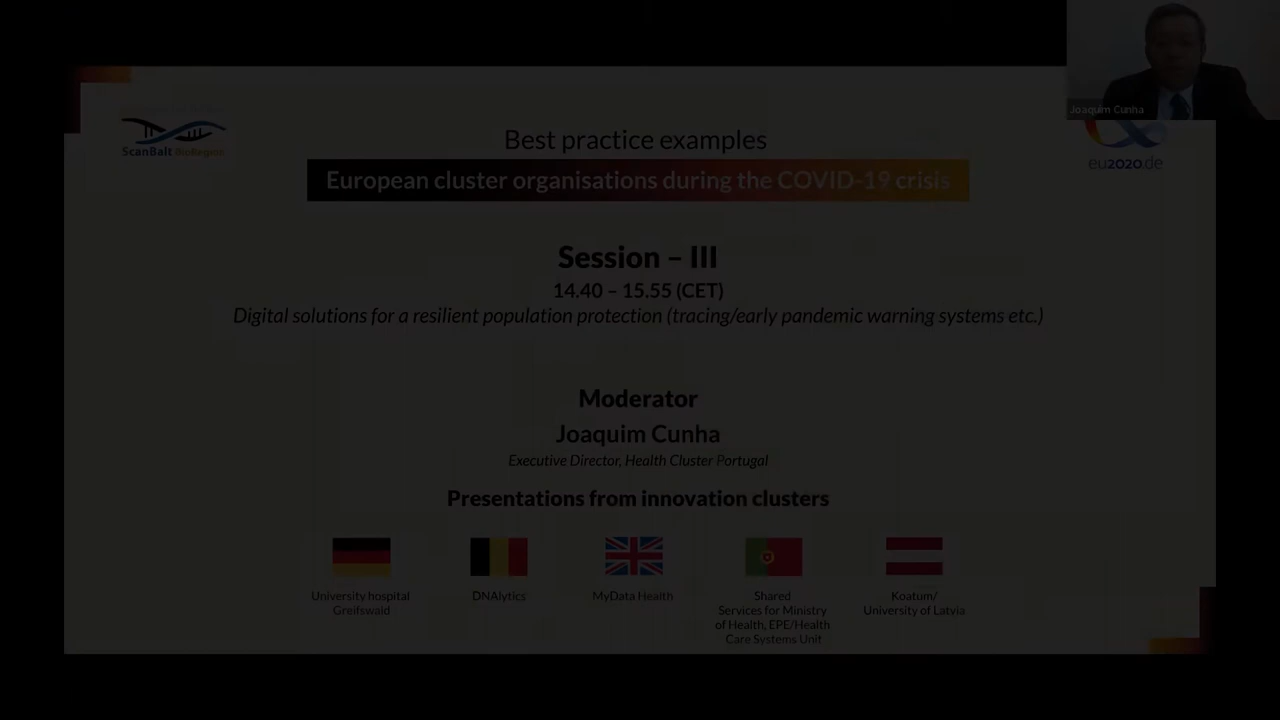 Joaquim Cunha
ScanBalt BioRegion
eu2020.de
Best practice examples
European cluster organisations during the COVID-19 crisis
Session – III
14.40 – 15.55 (CET)
Digital solutions for a resilient population protection (tracing/early pandemic warning systems etc.)
Moderator
Joaquim Cunha
Executive Director, Health Cluster Portugal
Presentations from innovation clusters
University hospital
Greifswald
DNAlytics
MyData Health
Shared
Services for Ministry
of Health, EPE/Health
Care Systems Unit
Koatum/
University of Latvia